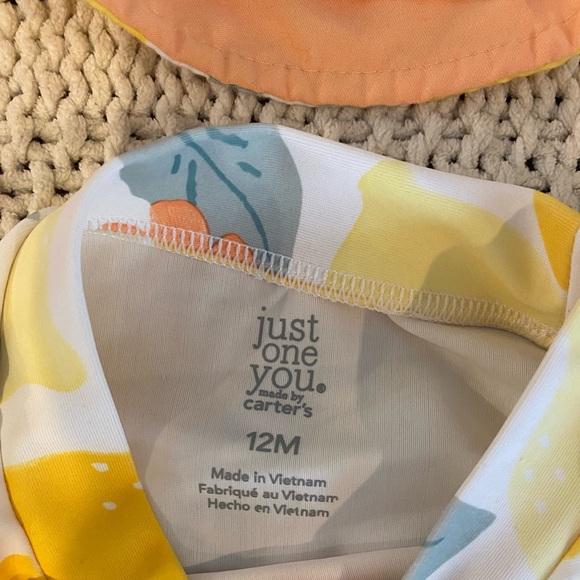 just
one
you.®
made by
carter's
12M
Made in Vietnam
Fabriqué au Vietnam
Hecho en Vietnam